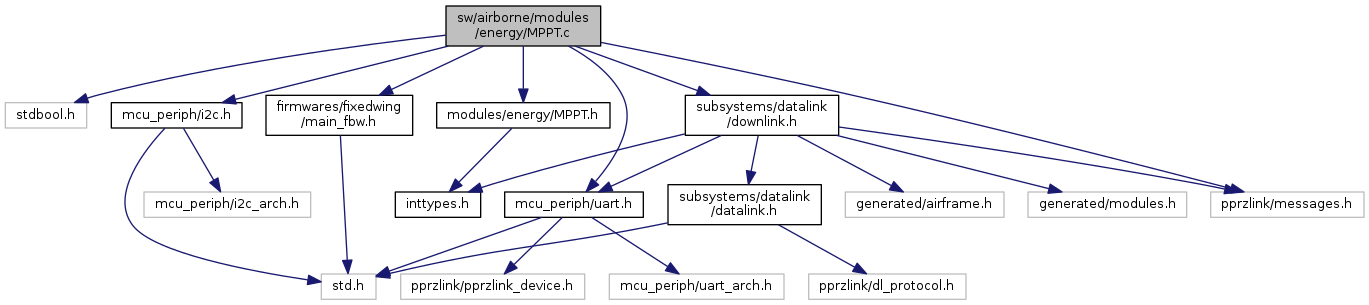 sw/airborne/modules
/energy/MPPT.c
stdbool.h
mcu_periph/i2c.h
firmwares/fixedwing
/main_fbw.h
modules/energy/MPPT.h
subsystems/datalink
/downlink.h
mcu_periph/i2c_arch.h
inttypes.h
mcu_periph/uart.h
subsystems/datalink
/datalink.h
generated/airframe.h
generated/modules.h
pprzlink/messages.h
std.h
pprzlink/pprzlink_device.h
mcu_periph/uart_arch.h
pprzlink/dl_protocol.h